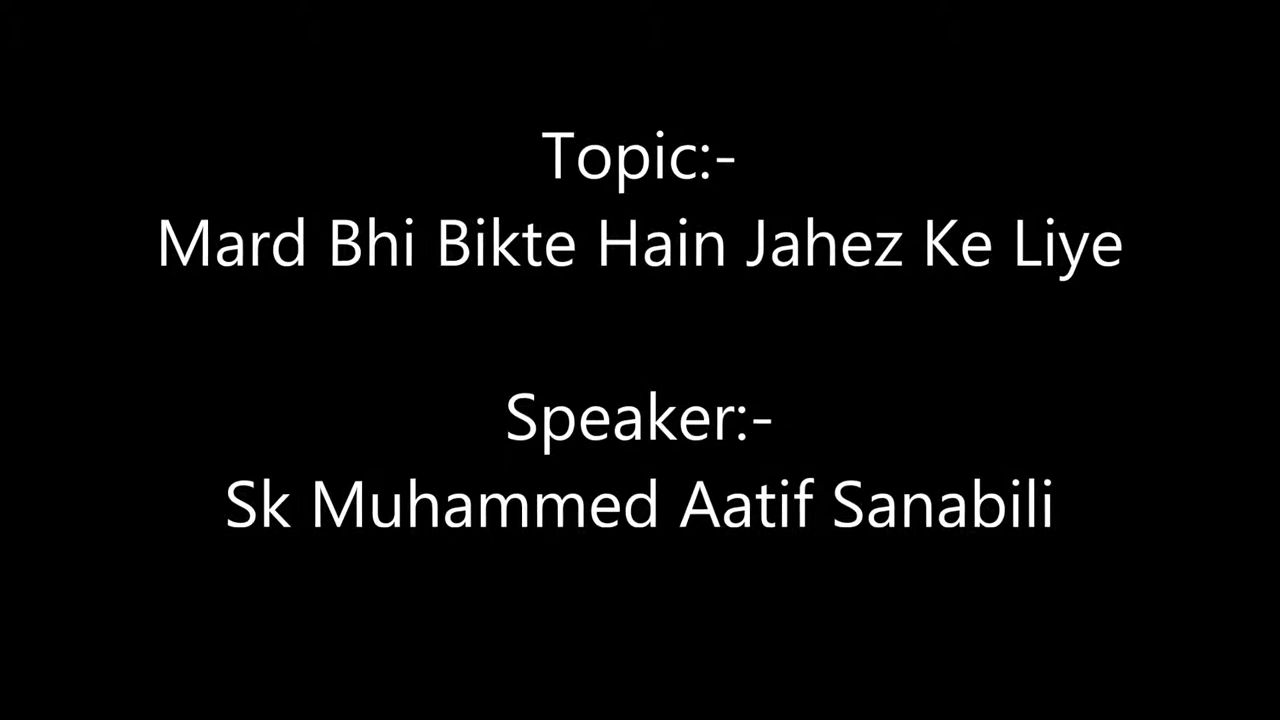 Topic:-
Mard Bhi Bikte Hain Jahez Ke Liye
Speaker:-
Sk Muhammed Aatif Sanabili